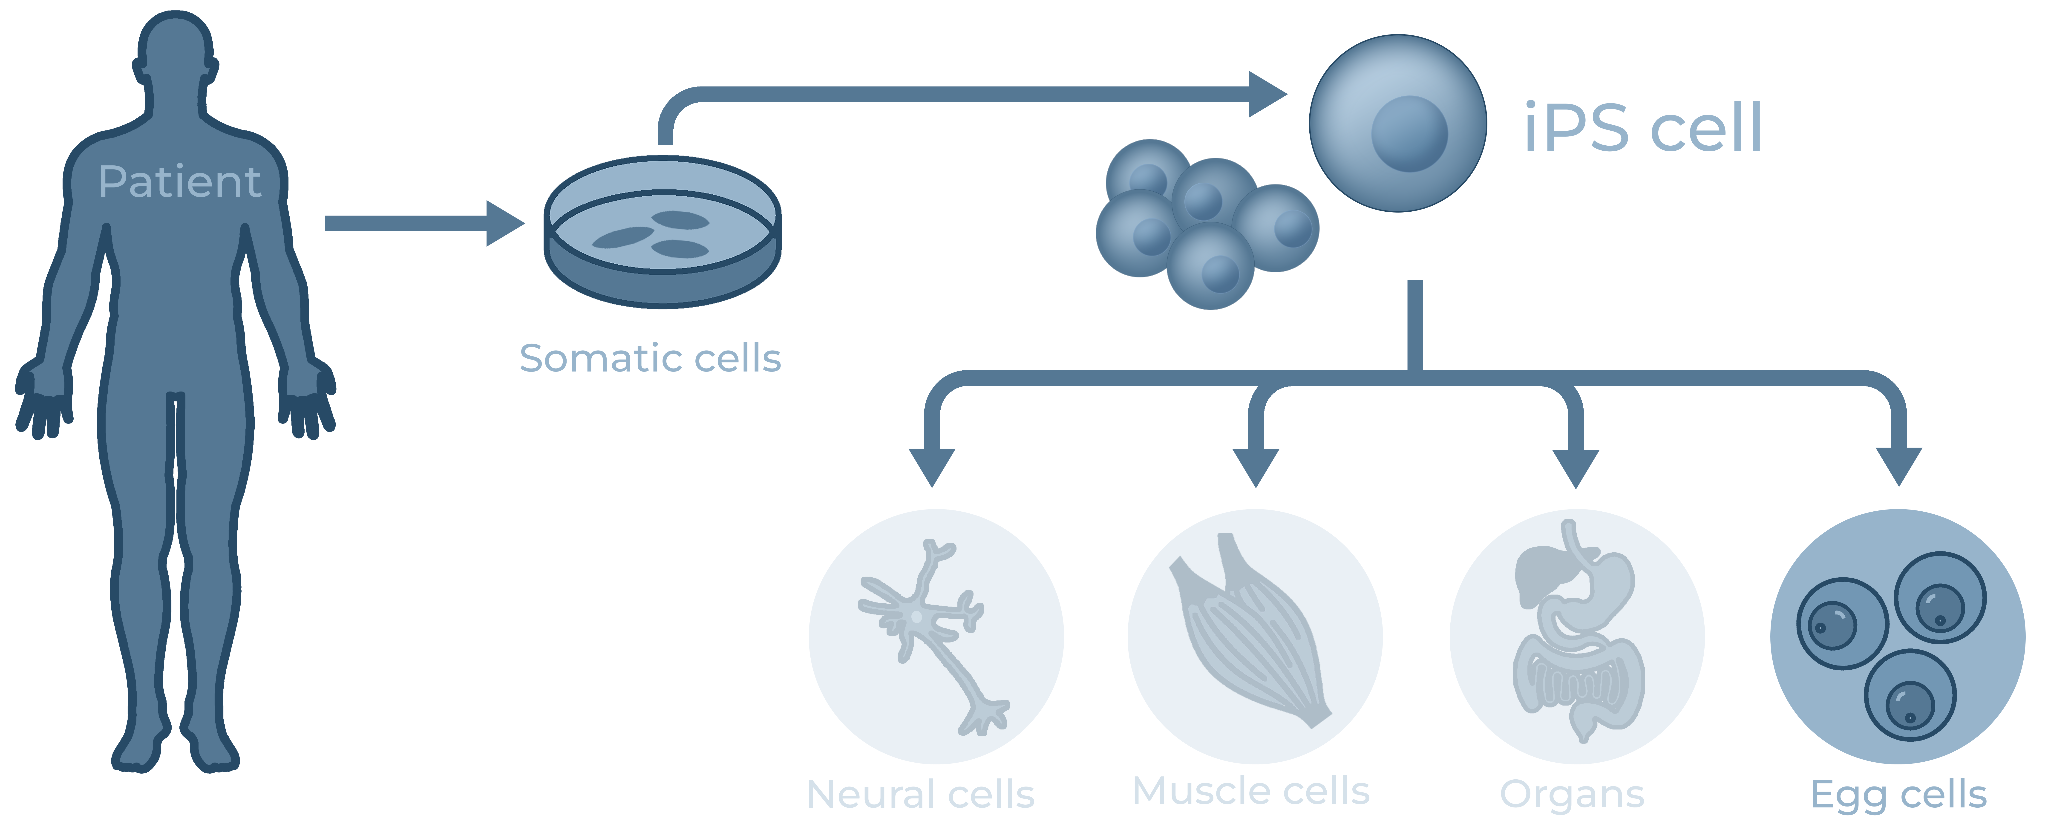 Patient
Somatic cells
iPS cell
Neural cells
Muscle cells
Organs
Egg cells